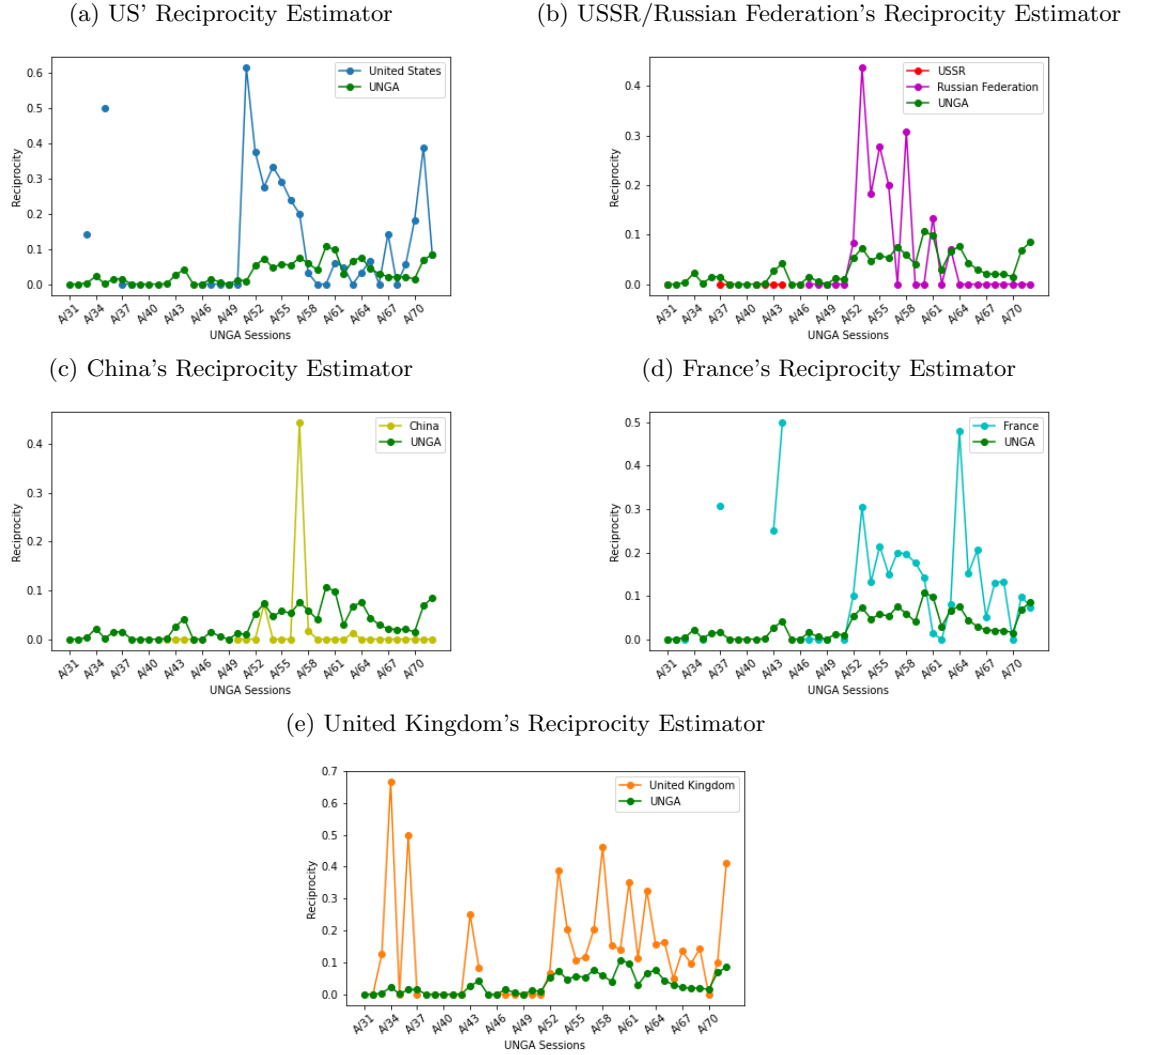 (a) US' Reciprocity Estimator
(b) USSR/Russian Federation's Reciprocity Estimator
0.6
0.5
0.4
0.3
0.2
0.1
0.0
Reciprocity
United States
UNGA
A/31 A/34 A/37 A/40 A/43 A/46 A/49 A/52 A/55 A/58 A/61 A/64 A/67 A/70
UNGA Sessions
0.4
0.3
0.2
0.1
0.0
Reciprocity
USSR
Russian Federation
UNGA
A/31 A/34 A/37 A/40 A/43 A/46 A/49 A/52 A/55 A/58 A/61 A/64 A/67 A/70
UNGA Sessions
(c) China's Reciprocity Estimator
(d) France's Reciprocity Estimator
0.4
0.3
0.2
0.1
0.0
Reciprocity
China
UNGA
A/31 A/34 A/37 A/40 A/43 A/46 A/49 A/52 A/55 A/58 A/61 A/64 A/67 A/70
UNGA Sessions
0.5
0.4
0.3
0.2
0.1
0.0
Reciprocity
France
UNGA
A/31 A/34 A/37 A/40 A/43 A/46 A/49 A/52 A/55 A/58 A/61 A/64 A/67 A/70
UNGA Sessions
(e) United Kingdom's Reciprocity Estimator
0.7
0.6
0.5
0.4
0.3
0.2
0.1
0.0
Reciprocity
United Kingdom
UNGA
A/31 A/34 A/37 A/40 A/43 A/46 A/49 A/52 A/55 A/58 A/61 A/64 A/67 A/70
UNGA Sessions